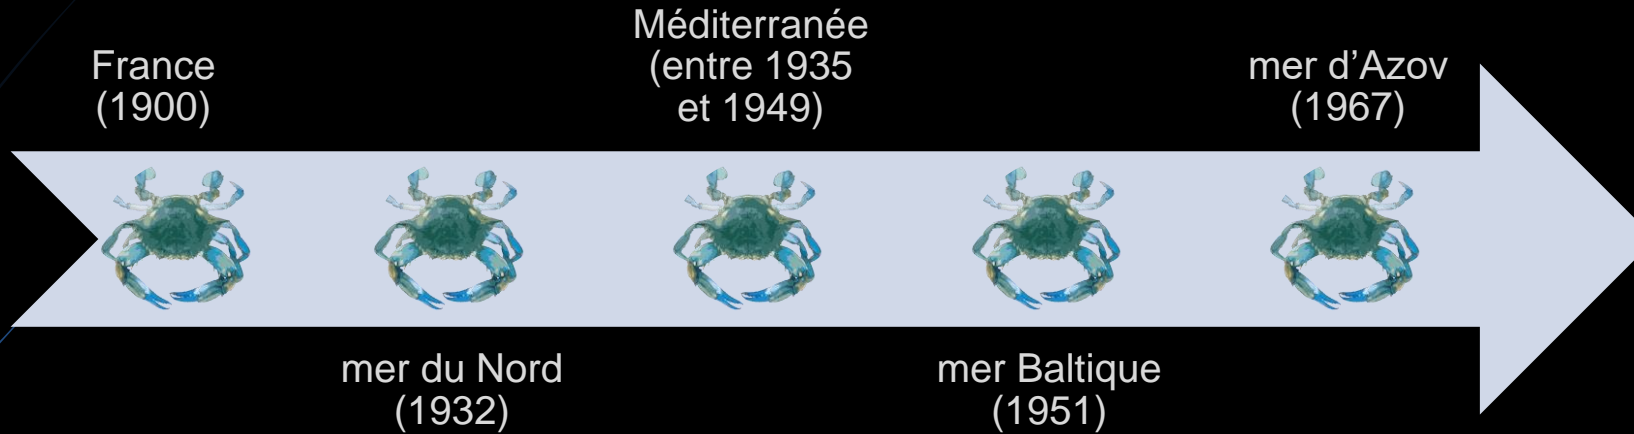 France
(1900)
mer du Nord
(1932)
Méditerranée
(entre 1935
et 1949)
mer Baltique
(1951)
mer d’Azov
(1967)